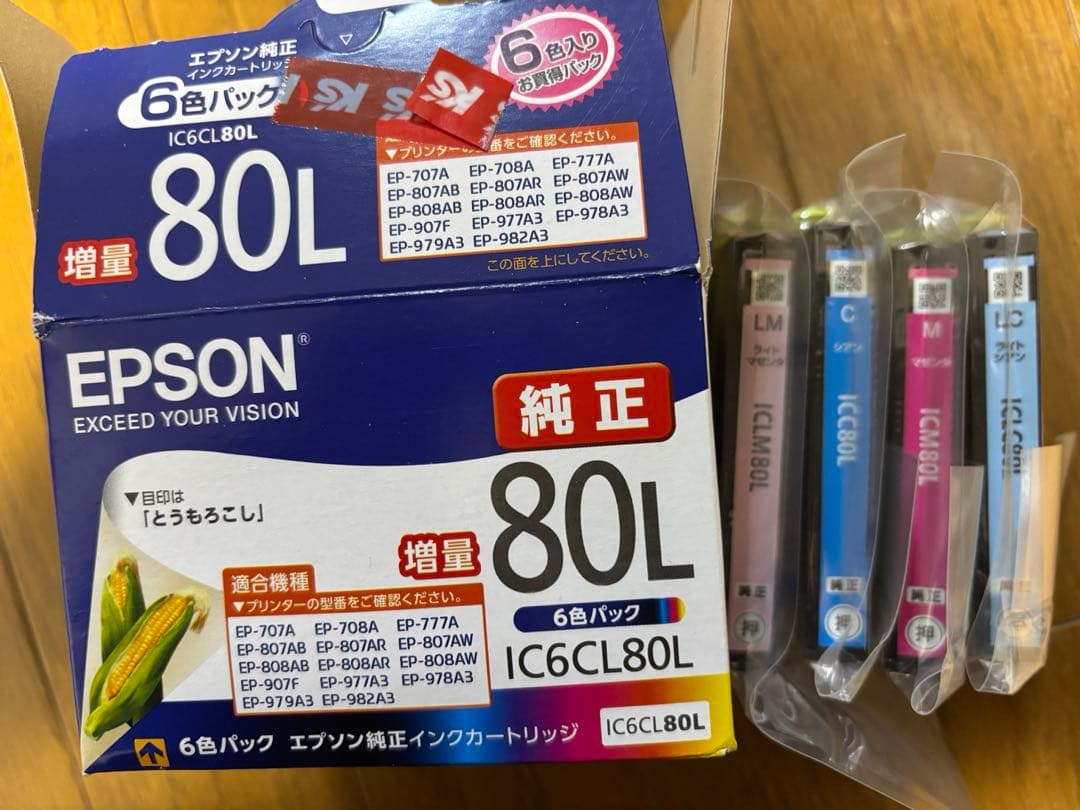 エプソン純正
インクカートリッジ
6色パック
IC6CL80L
増量
80L
K's
K's
6色入り
お買得パック
▼プリンターの型番をご確認ください。
EP-707A EP-708A EP-777A
EP-807AB EP-807AR EP-807AW
EP-808AB EP-808AR EP-808AW
EP-907F EP-977A3 EP-978A3
EP-979A3 EP-982A3
この面を上にしてください。
EPSON®
EXCEED YOUR VISION
純正
▼目印は
「とうもろこし」
増量
80L
6色パック
IC6CL80L
適合機種
▼プリンターの型番をご確認ください。
EP-707A EP-708A EP-777A
EP-807AB EP-807AR EP-807AW
EP-808AB EP-808AR EP-808AW
EP-907F EP-977A3 EP-978A3
EP-979A3 EP-982A3
6色パック エプソン純正インクカートリッジ
IC6CL80L
LM
ライト
マゼンタ
ICLM80L
純正
押
C
シアン
ICC80L
純正
押
M
マゼンタ
ICM80L
純正
押
LC
ライト
シアン
ICLC80L
純正
押